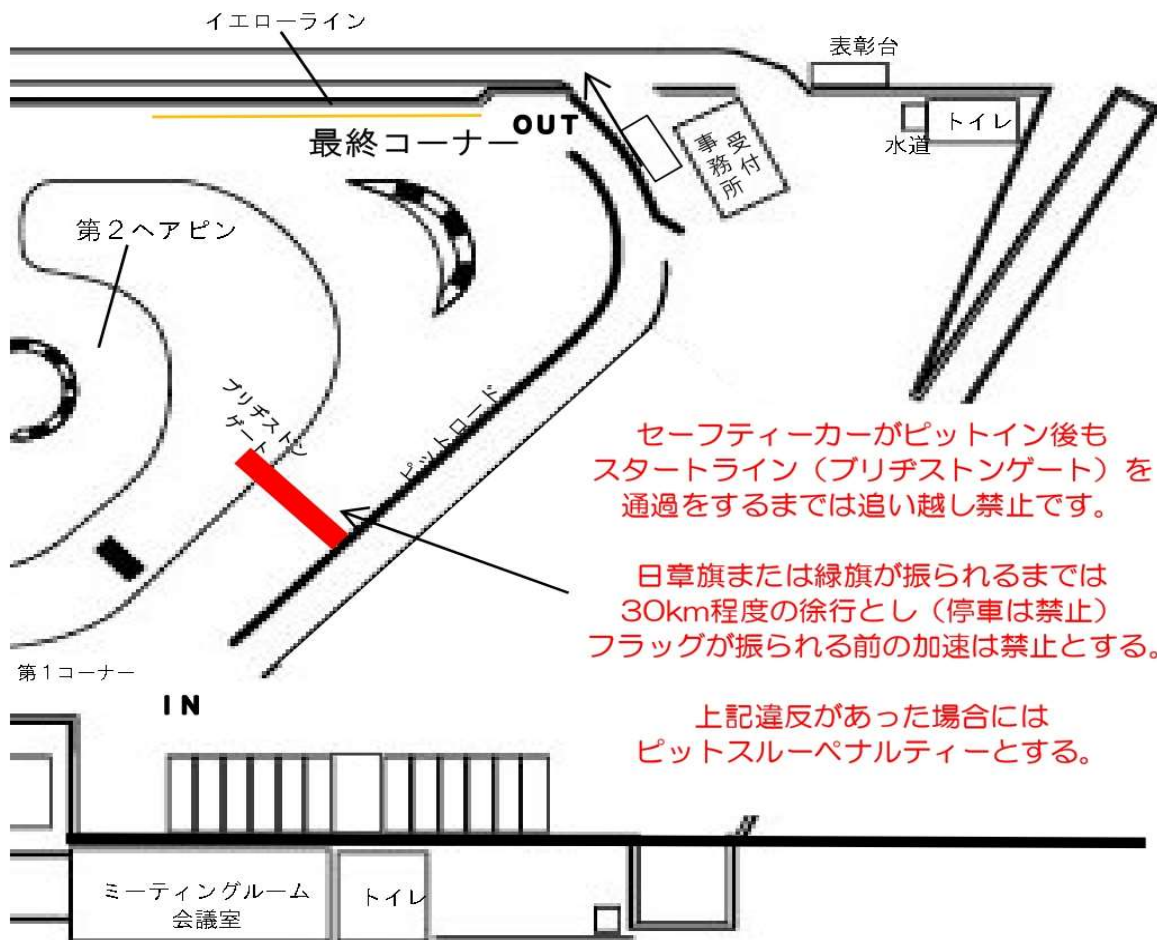 イエローライン
表彰台
OUT
トイレ
水道
最終コーナー
受付
事務所
第2ヘアピン
ブリヂストン
ゲート
ピットロード
セーフティーカーがピットイン後も
スタートライン（ブリヂストンゲート）を
通過をするまでは追い越し禁止です。
日章旗または緑旗が振られるまでは
30km程度の徐行とし（停車は禁止）
フラッグが振られる前の加速は禁止とする。
第1コーナー
IN
上記違反があった場合には
ピットスルーペナルティーとする。
ミーティングルーム
会議室
トイレ